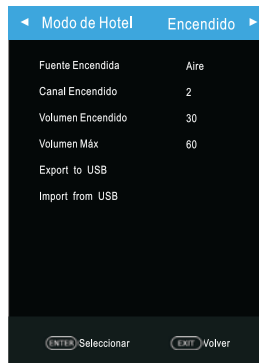 ◄ Modo de Hotel Encendido ►
Fuente Encendida Aire
Canal Encendido 2
Volumen Encendido 30
Volumen Máx 60
Export to USB
Import from USB
ENTER Seleccionar EXIT Volver